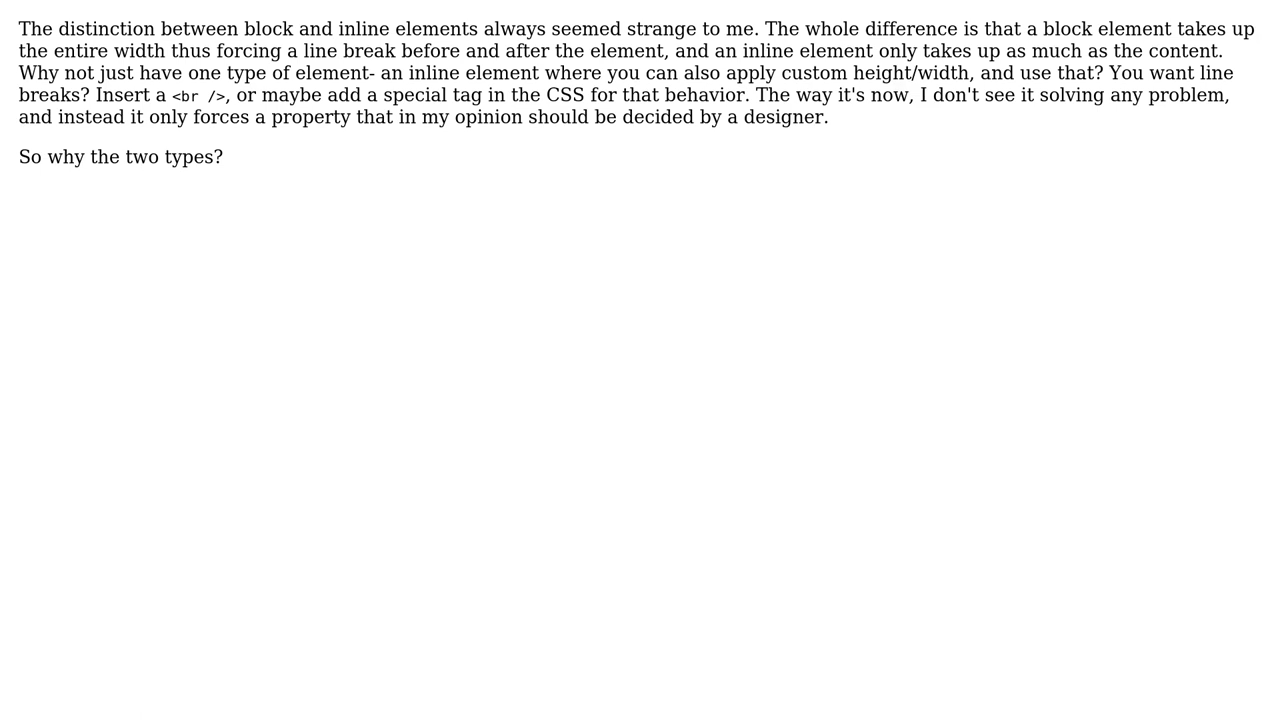 The distinction between block and inline elements always seemed strange to me. The whole difference is that a block element takes up
the entire width thus forcing a line break before and after the element, and an inline element only takes up as much as the content.
Why not just have one type of element- an inline element where you can also apply custom height/width, and use that? You want line
breaks? Insert a <br />, or maybe add a special tag in the CSS for that behavior. The way it's now, I don't see it solving any problem,
and instead it only forces a property that in my opinion should be decided by a designer.
So why the two types?